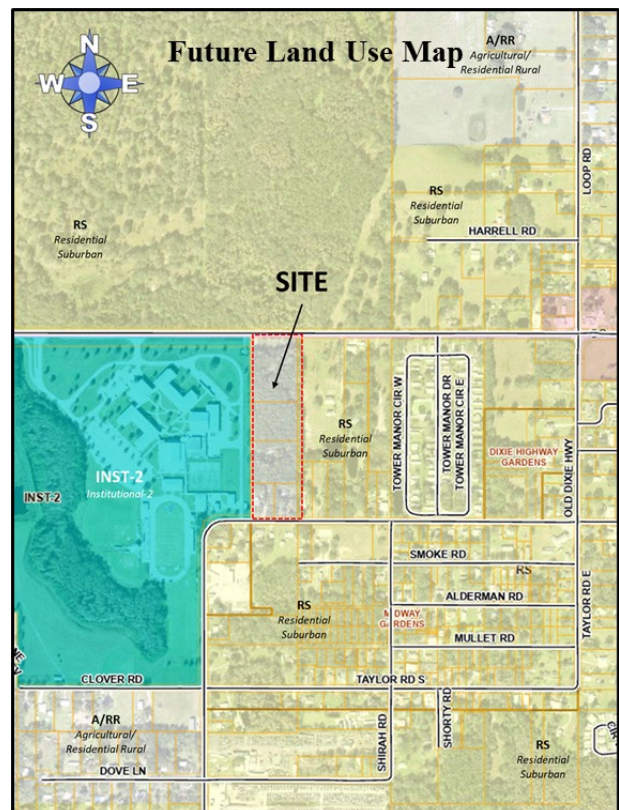 Future Land Use Map
N
W E
S
A/RR
Agricultural/
Residential Rural
LOOP RD
RS
Residential
Suburban
RS
Residential
Suburban
HARRELL RD
SITE
RS
Residential
Suburban
TOWER MANOR CIR W
TOWER MANOR DR
TOWER MANOR CIR E
DIXIE HIGHWAY
GARDENS
OLD DIXIE HWY
INST-2
Institutional-2
INST-2
SMOKE RD
RS
ALDERMAN RD
RS
Residential
Suburban
MIDWAY
GARDENS
MULLET RD
TAYLOR RD E
CLOVER RD
TAYLOR RD S
A/RR
Agricultural/
Residential Rural
SHIRAH RD
SHORTY RD
RS
Residential
Suburban
DOVE LN